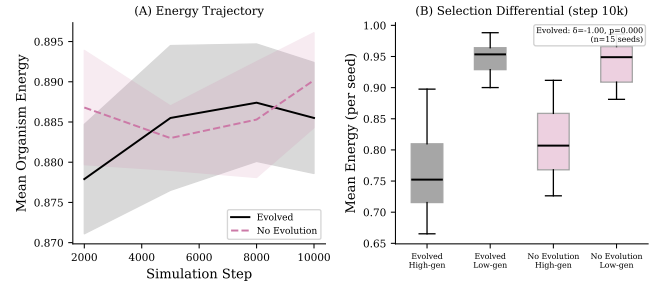 (A) Energy Trajectory
Mean Organism Energy
0.895
0.890
0.885
0.880
0.875
0.870
2000 4000 6000 8000 10000
Simulation Step
Evolved
No Evolution
(B) Selection Differential (step 10k)
Mean Energy (per seed)
1.00
0.95
0.90
0.85
0.80
0.75
0.70
0.65
Evolved: δ=-1.00, p=0.000
(n=15 seeds)
Evolved
High-gen
Evolved
Low-gen
No Evolution
High-gen
No Evolution
Low-gen